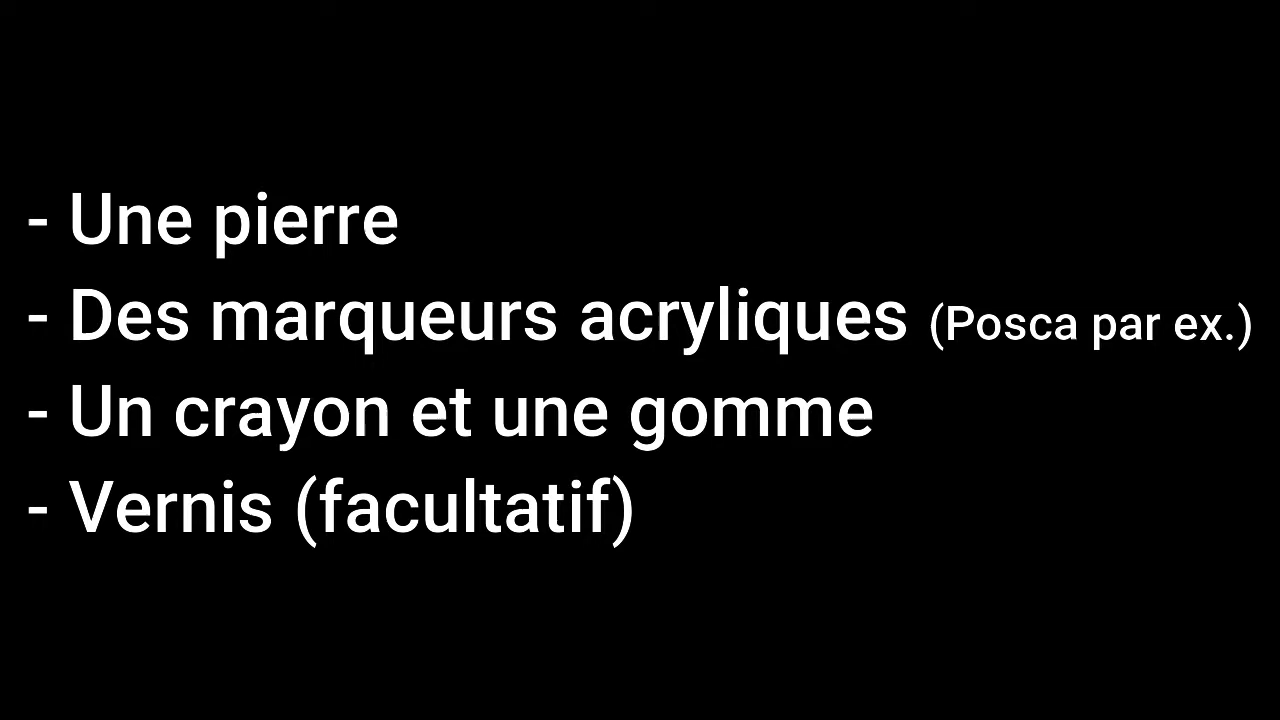 - Une pierre
- Des marqueurs acryliques (Posca par ex.)
- Un crayon et une gomme
- Vernis (facultatif)